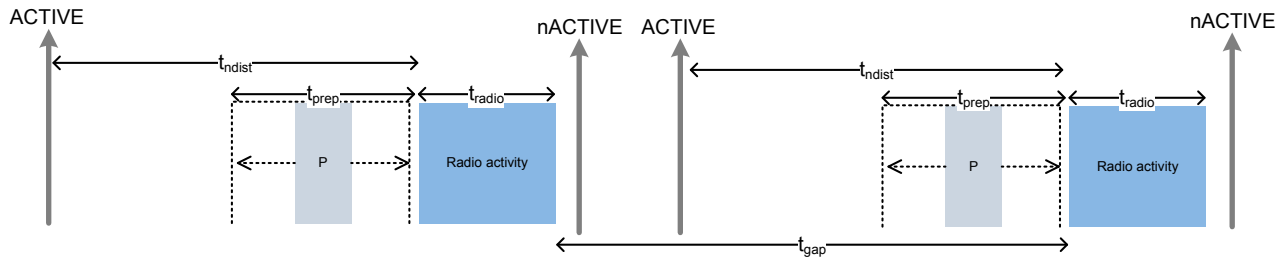 ACTIVE
nACTIVE
ACTIVE
nACTIVE
tndist
tndist
tprep
tradio
tprep
tradio
P
Radio activity
P
Radio activity
tgap